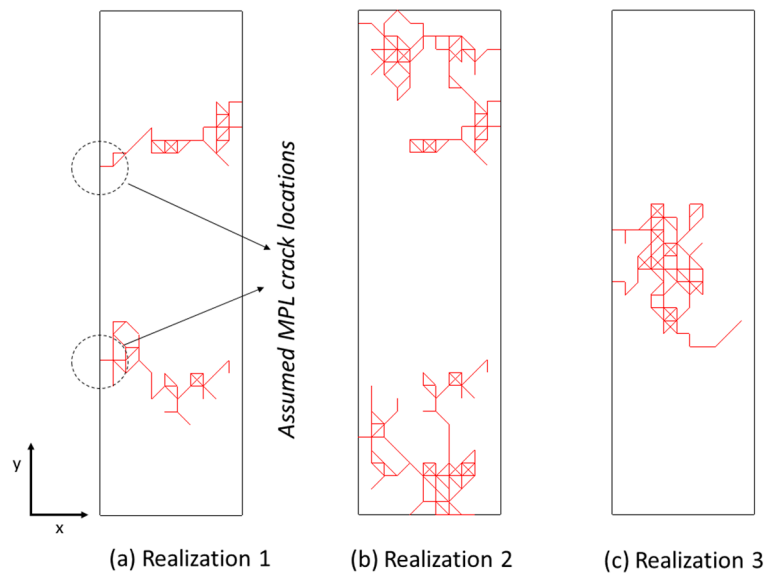 Assumed MPL crack locations
y
x
(a) Realization 1
(b) Realization 2
(c) Realization 3